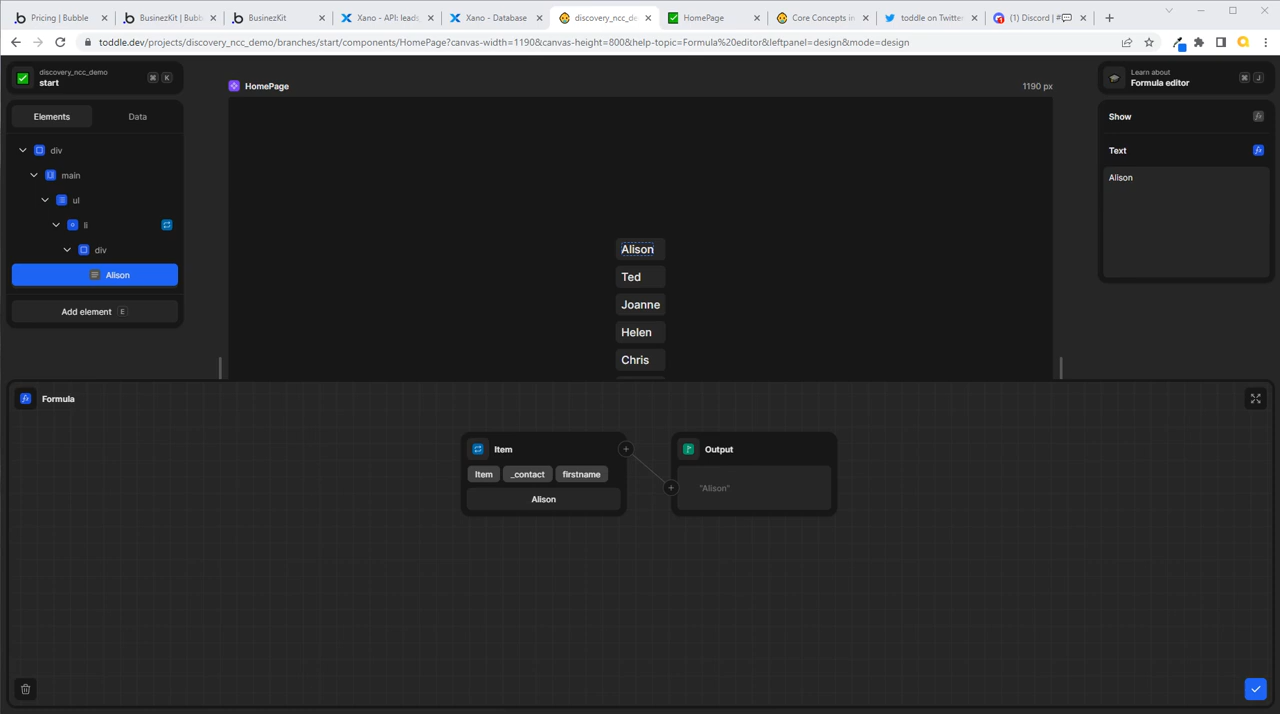 Pricing | Bubble
BusinezKit | Bubb
BusinezKit
Xano - API: leads
Xano - Database
discovery_ncc_de
HomePage
Core Concepts in
toddle on Twitter
(1) Discord | #
toddle.dev/projects/discovery_ncc_demo/branches/start/components/HomePage?canvas-width=1190&canvas-height=800&help-topic=Formula%20editor&leftpanel=design&mode=design
discovery_ncc_demo
start
⌘ K
HomePage
1190 px
Learn about
Formula editor
⌘ J
Elements
Data
Show
div
Text
main
Alison
ul
li
div
Alison
Add element E
Alison
Ted
Joanne
Helen
Chris
Formula
Item
Item _contact firstname
Alison
Output
"Alison"